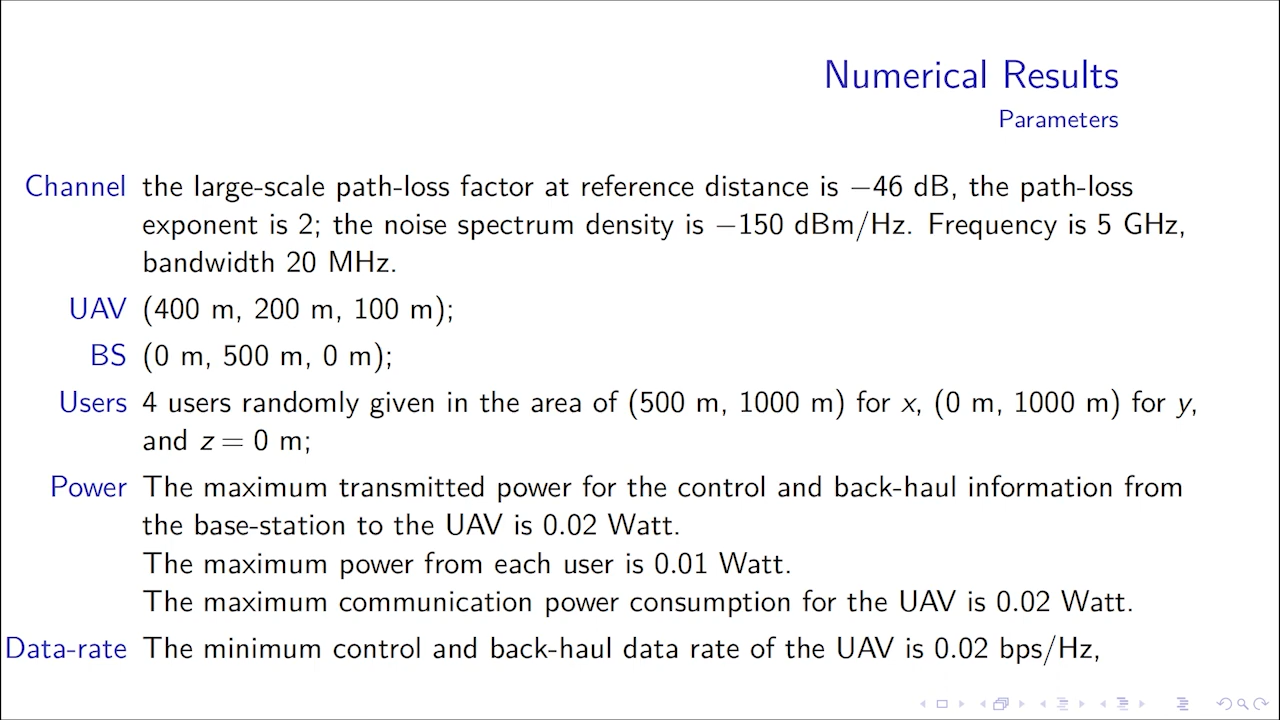 Numerical Results
Parameters
Channel the large-scale path-loss factor at reference distance is −46 dB, the path-loss
exponent is 2; the noise spectrum density is −150 dBm/Hz. Frequency is 5 GHz,
bandwidth 20 MHz.
UAV (400 m, 200 m, 100 m);
BS (0 m, 500 m, 0 m);
Users 4 users randomly given in the area of (500 m, 1000 m) for x, (0 m, 1000 m) for y,
and z = 0 m;
Power The maximum transmitted power for the control and back-haul information from
the base-station to the UAV is 0.02 Watt.
The maximum power from each user is 0.01 Watt.
The maximum communication power consumption for the UAV is 0.02 Watt.
Data-rate The minimum control and back-haul data rate of the UAV is 0.02 bps/Hz,